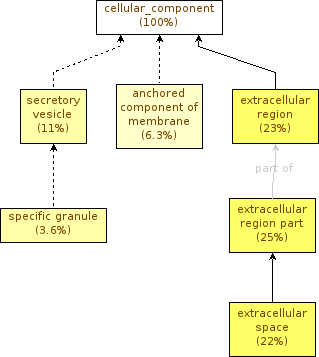 cellular_component
(100%)
secretory
vesicle
(11%)
anchored
component of
membrane
(6.3%)
extracellular
region
(23%)
part of
specific granule
(3.6%)
extracellular
region part
(25%)
extracellular
space
(22%)